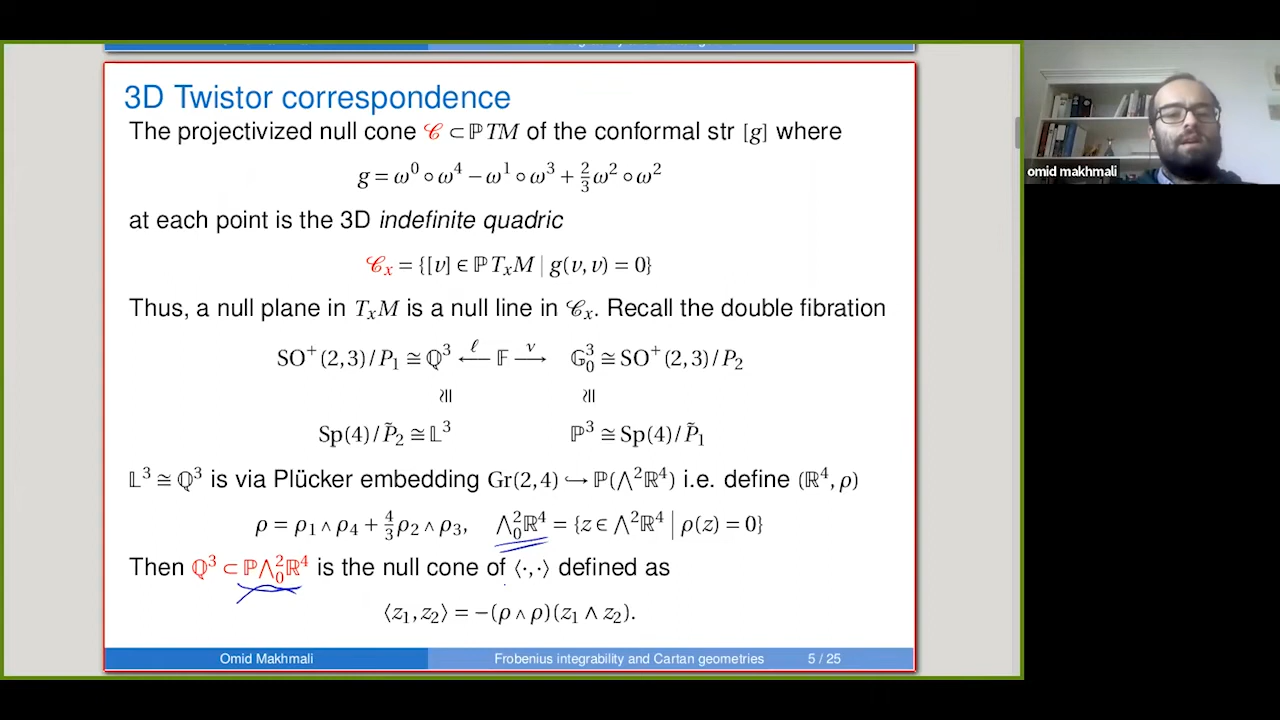 3D Twistor correspondence
The projectivized null cone 𝒞 ⊂ ℙTM of the conformal str [g] where
g = ω⁰ ∘ ω⁴ − ω¹ ∘ ω³ + 2/3 ω² ∘ ω²
at each point is the 3D indefinite quadric
𝒞ₓ = {[v] ∈ ℙTₓM | g(v, v) = 0}
Thus, a null plane in TₓM is a null line in 𝒞ₓ. Recall the double fibration
SO⁺(2,3)/P₁ ≅ ℚ³ ⟵ℓ 𝔽 ν⟶ 𝔾₀³ ≅ SO⁺(2,3)/P₂
≅ ≅
Sp(4)/P̃₂ ≅ 𝕃³ ℙ³ ≅ Sp(4)/P̃₁
𝕃³ ≅ ℚ³ is via Plücker embedding Gr(2,4) ↪ ℙ(⋀²ℝ⁴) i.e. define (ℝ⁴, ρ)
ρ = ρ₁ ∧ ρ₄ + 4/3 ρ₂ ∧ ρ₃, ⋀₀²ℝ⁴ = {z ∈ ⋀²ℝ⁴ | ρ(z) = 0}
Then ℚ³ ⊂ ℙ⋀₀²ℝ⁴ is the null cone of ⟨·,·⟩ defined as
⟨z₁, z₂⟩ = −(ρ ∧ ρ)(z₁ ∧ z₂).
Omid Makhmali Frobenius integrability and Cartan geometries 5 / 25
omid makhmali